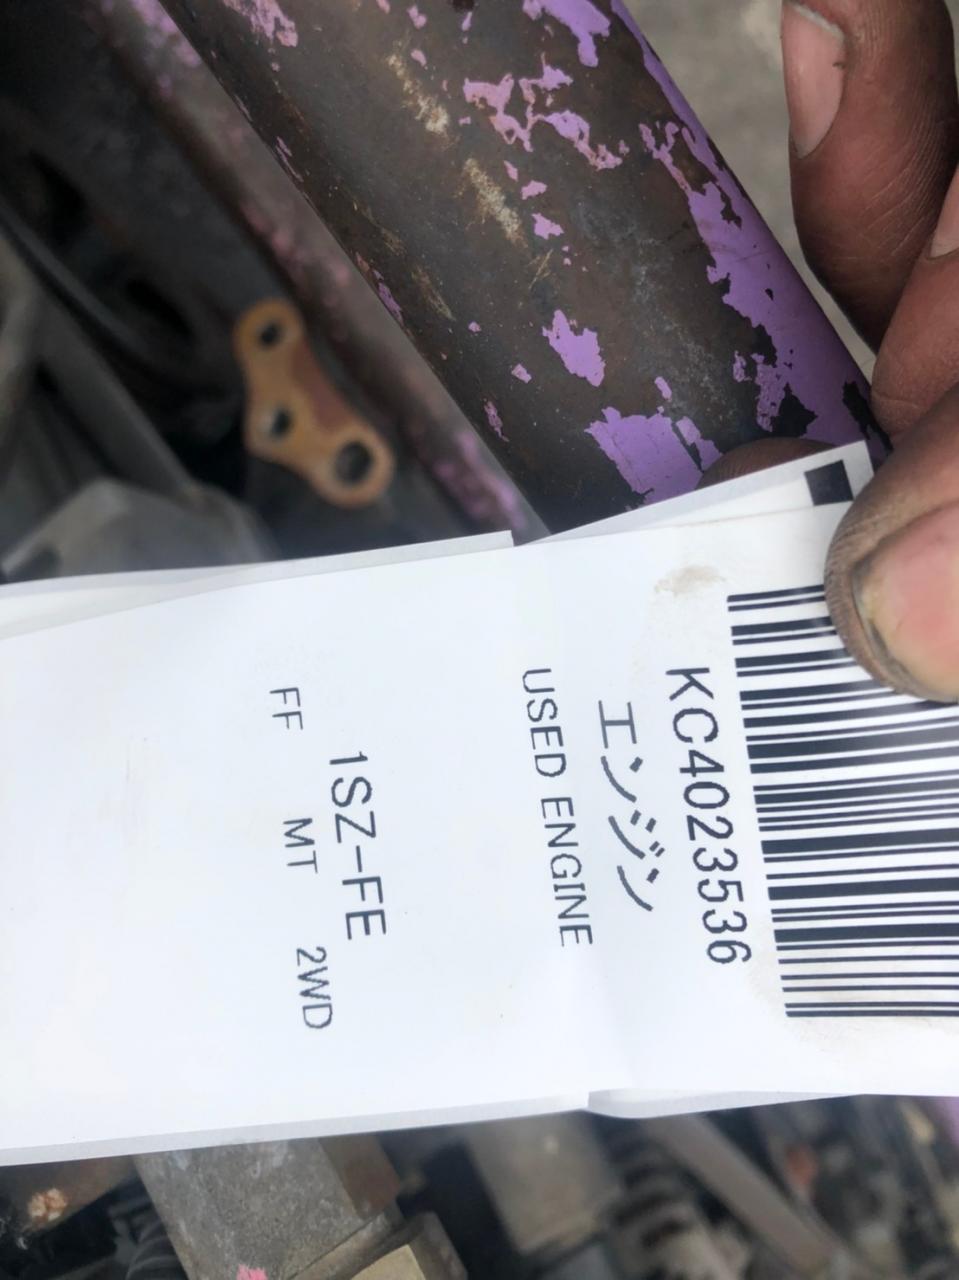 KC4023536
エンジン
USED ENGINE
1SZ-FE
FF MT 2WD